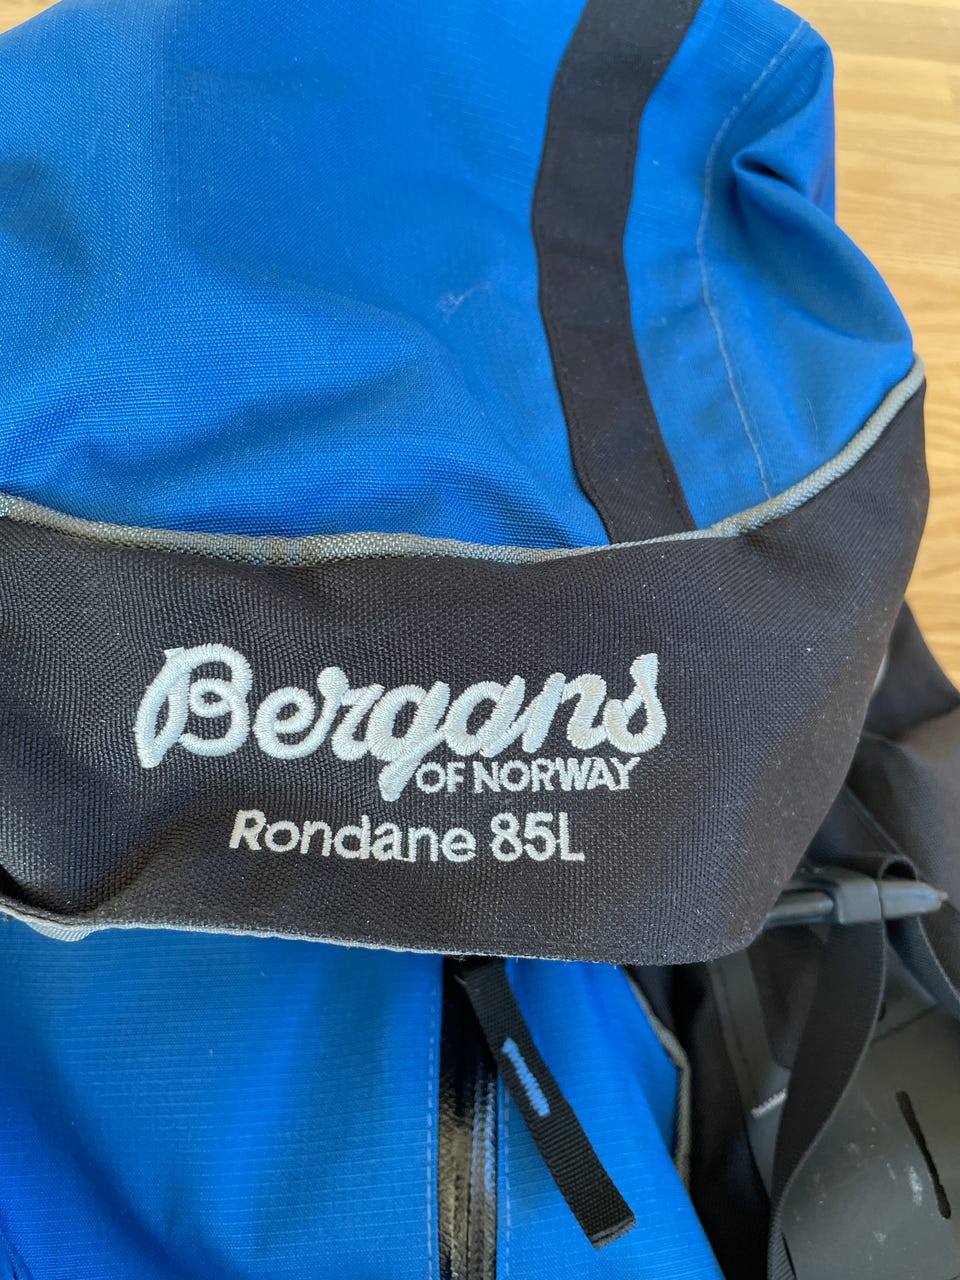 Bergans
OF NORWAY
Rondane 85L